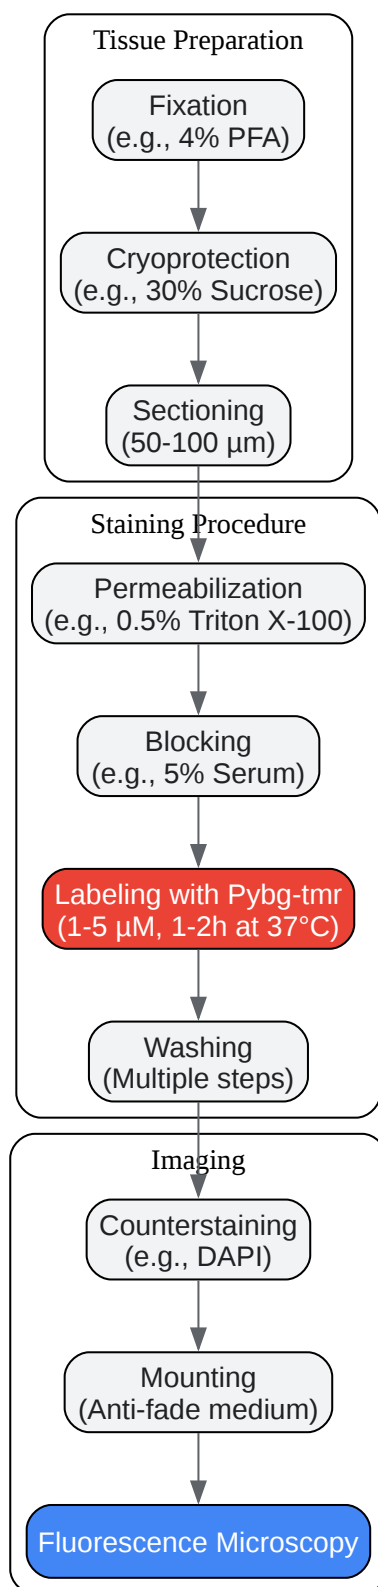 Tissue Preparation
Fixation
(e.g., 4% PFA)
Cryoprotection
(e.g., 30% Sucrose)
Sectioning
(50-100 µm)
Staining Procedure
Permeabilization
(e.g., 0.5% Triton X-100)
Blocking
(e.g., 5% Serum)
Labeling with Pybg-tmr
(1-5 µM, 1-2h at 37°C)
Washing
(Multiple steps)
Imaging
Counterstaining
(e.g., DAPI)
Mounting
(Anti-fade medium)
Fluorescence Microscopy